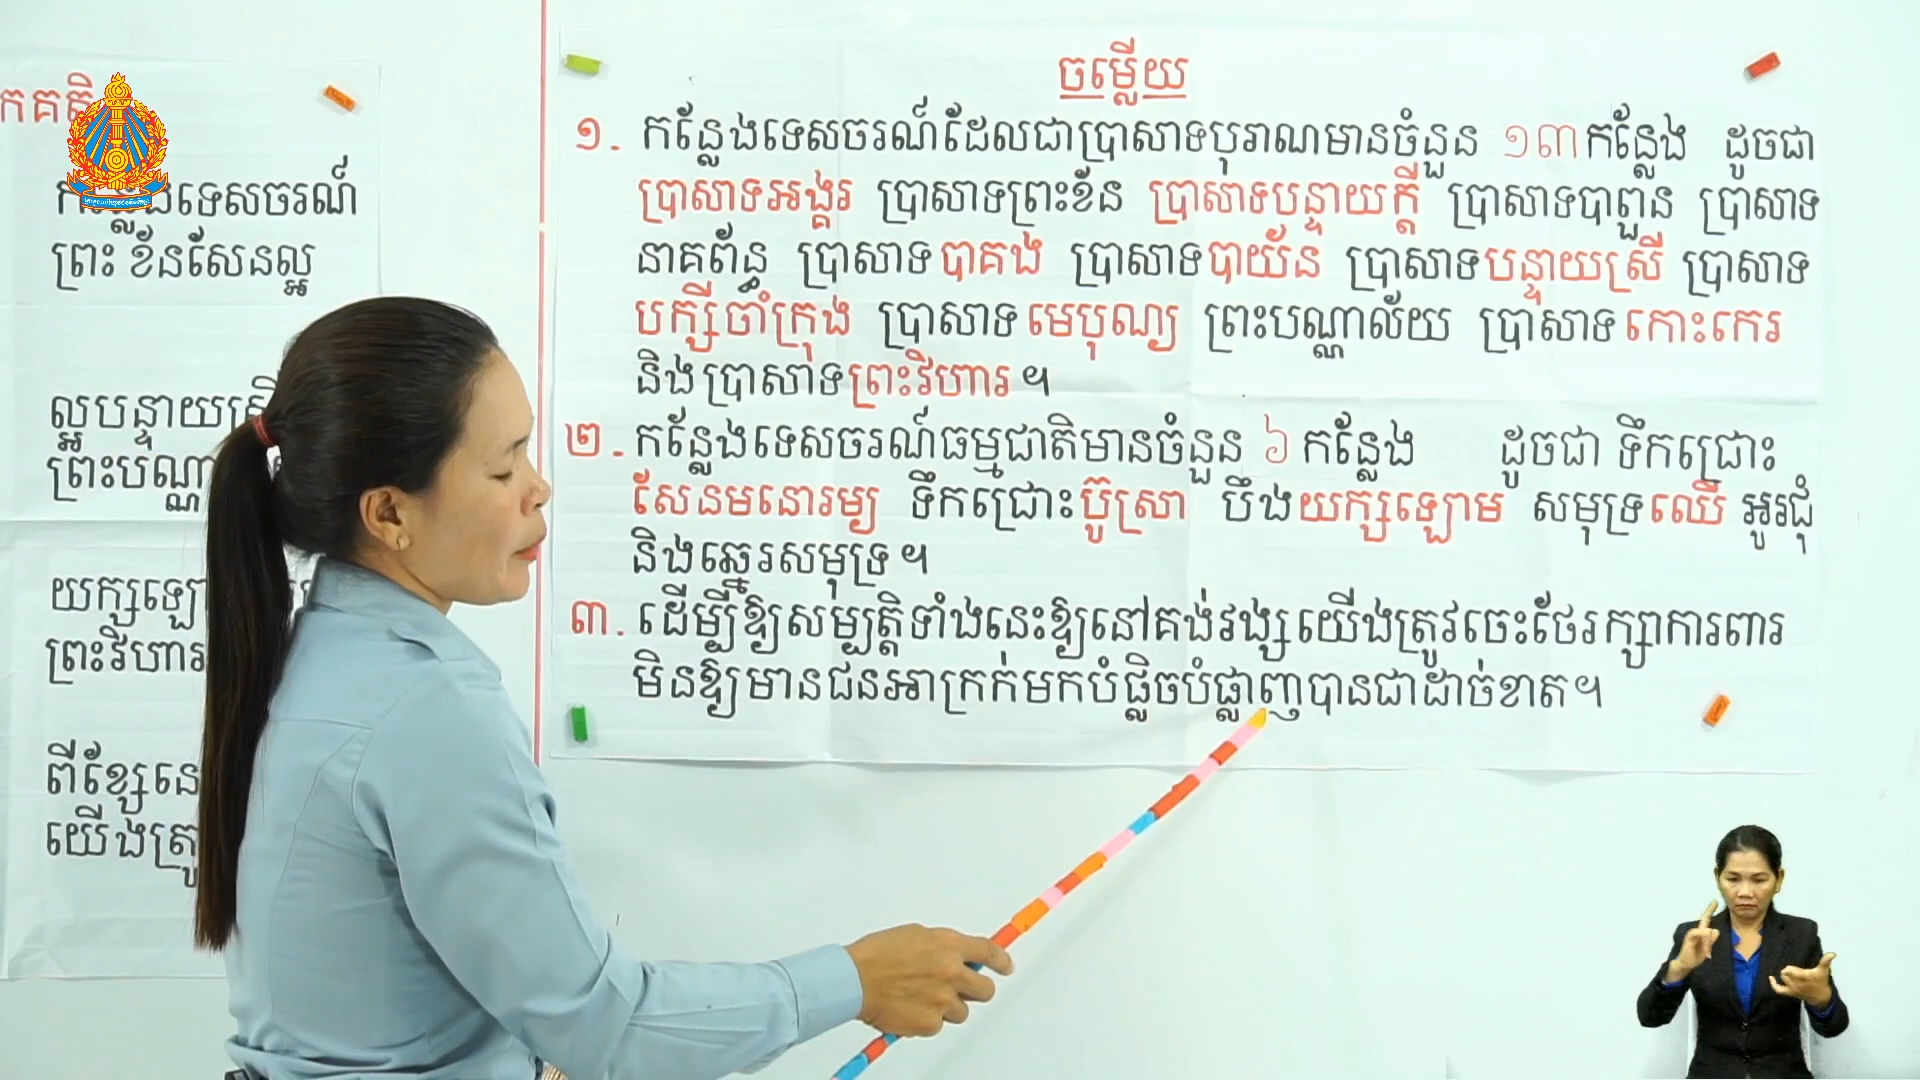 កគតិ
កន្លែងទេសចរណ៍
ព្រះខ័នសែនល្អ
ល្អបន្ទាយស្រី
ព្រះបណ្ណា
យក្សឡោ
ព្រះវិហារ
ពីខ្សែនេ
យើងត្រូ
ចម្លើយ
១. កន្លែងទេសចរណ៍ដែលជាប្រាសាទបុរាណមានចំនួន ១៣កន្លែង ដូចជា
ប្រាសាទអង្គរ ប្រាសាទព្រះខ័ន ប្រាសាទបន្ទាយក្ដី ប្រាសាទបាពួន ប្រាសាទ
នាគព័ន្ធ ប្រាសាទបាគង ប្រាសាទបាយ័ន ប្រាសាទបន្ទាយស្រី ប្រាសាទ
បក្សីចាំក្រុង ប្រាសាទមេបុណ្យ ព្រះបណ្ណាល័យ ប្រាសាទកោះកេរ
និងប្រាសាទព្រះវិហារ។
២. កន្លែងទេសចរណ៍ធម្មជាតិមានចំនួន ៦ កន្លែង ដូចជា ទឹកជ្រោះ
សែនមនោរម្យ ទឹកជ្រោះប៊ូស្រា បឹងយក្សឡោម សមុទ្រឈើ អូរជុំ
និងឆ្នេរសមុទ្រ។
៣. ដើម្បីឱ្យសម្បត្តិទាំងនេះឱ្យនៅគង់វង្ស យើងត្រូវចេះថែរក្សាការពារ
មិនឱ្យមានជនអាក្រក់មកបំផ្លិចបំផ្លាញបានជាដាច់ខាត។